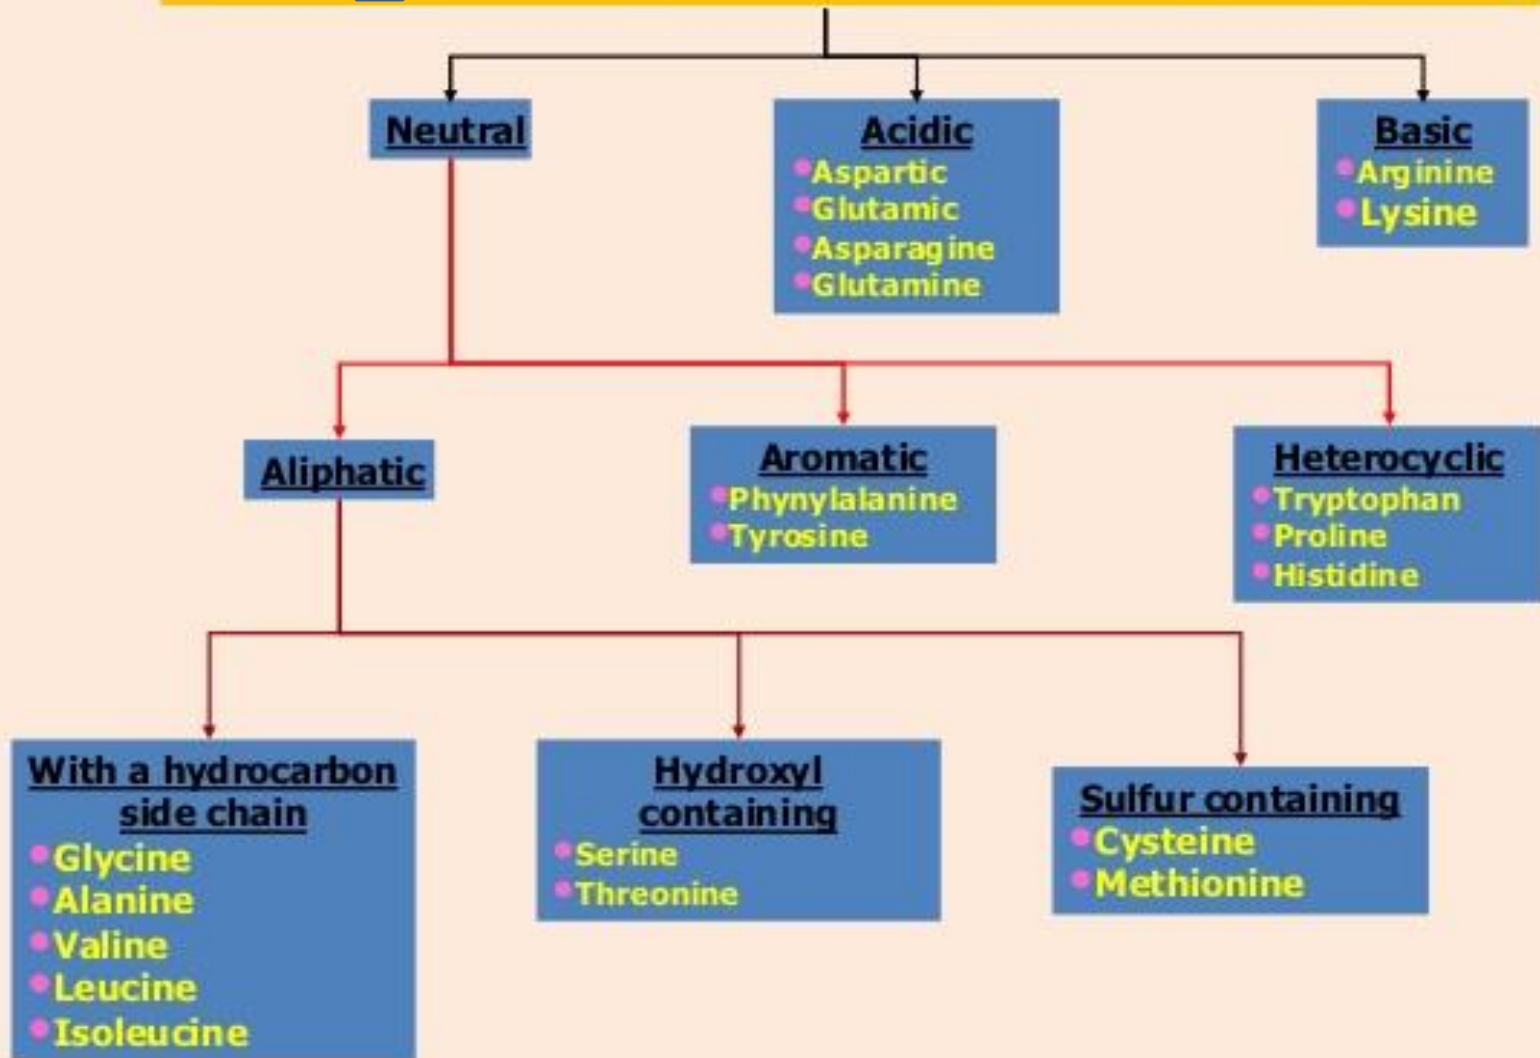 Neutral
Acidic
•Aspartic
•Glutamic
•Asparagine
•Glutamine
Basic
•Arginine
•Lysine
Aliphatic
Aromatic
•Phynylalanine
•Tyrosine
Heterocyclic
•Tryptophan
•Proline
•Histidine
With a hydrocarbon
side chain
•Glycine
•Alanine
•Valine
•Leucine
•Isoleucine
Hydroxyl
containing
•Serine
•Threonine
Sulfur containing
•Cysteine
•Methionine